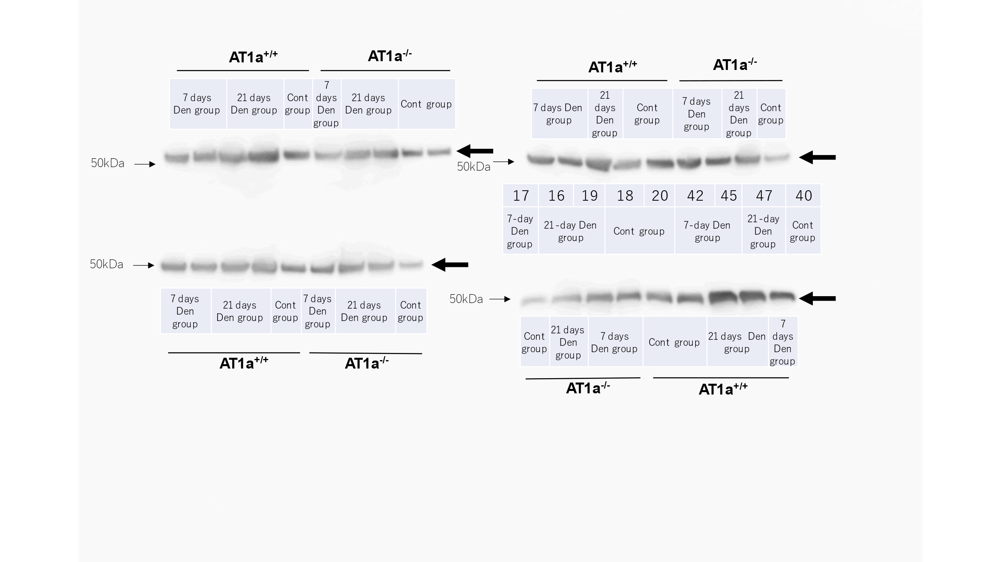 AT1a+/+
AT1a-/-
7 days
Den group
21 days
Den group
Cont
group
7
days
Den
group
21 days
Den group
Cont group
50kDa
AT1a+/+
AT1a-/-
7 days Den
group
21
days
Den
group
Cont
group
7 days
Den
group
21
days
Den
group
Cont
group
50kDa
17 16 19 18 20 42 45 47 40
7-day
Den
group
21-day Den
group
Cont group
7-day Den
group
21-day
Den
group
Cont
group
50kDa
7 days
Den
group
21 days
Den group
Cont
group
7 days
Den
group
21 days
Den group
Cont
group
AT1a+/+
AT1a-/-
50kDa
Cont
group
21 days
Den
group
7 days
Den group
Cont group
21 days Den
group
7
days
Den
group
AT1a-/-
AT1a+/+